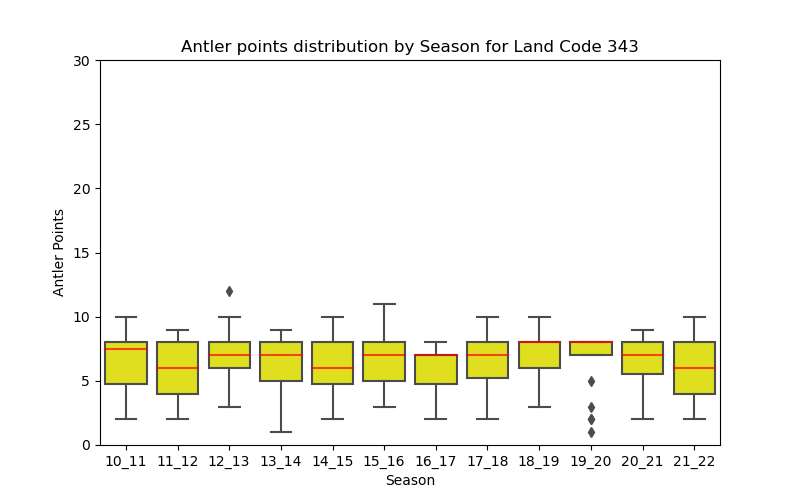 Antler points distribution by Season for Land Code 343
30
25
20
15
10
5
0
Antler Points
10_11 11_12 12_13 13_14 14_15 15_16 16_17 17_18 18_19 19_20 20_21 21_22
Season